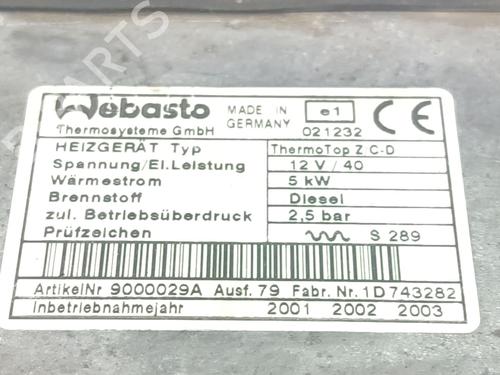 Webasto
MADE IN
GERMANY
e1
CE
Thermosysteme GmbH
021232
HEIZGERÄT Typ
ThermoTop Z C-D
Spannung/El.Leistung
12 V / 40
Wärmestrom
5 kW
Brennstoff
Diesel
zul. Betriebsüberdruck
2,5 bar
Prüfzeichen
S 289
ArtikelNr 9000029A Ausf. 79 Fabr. Nr. 1D743282
Inbetriebnahmejahr
2001 2002 2003